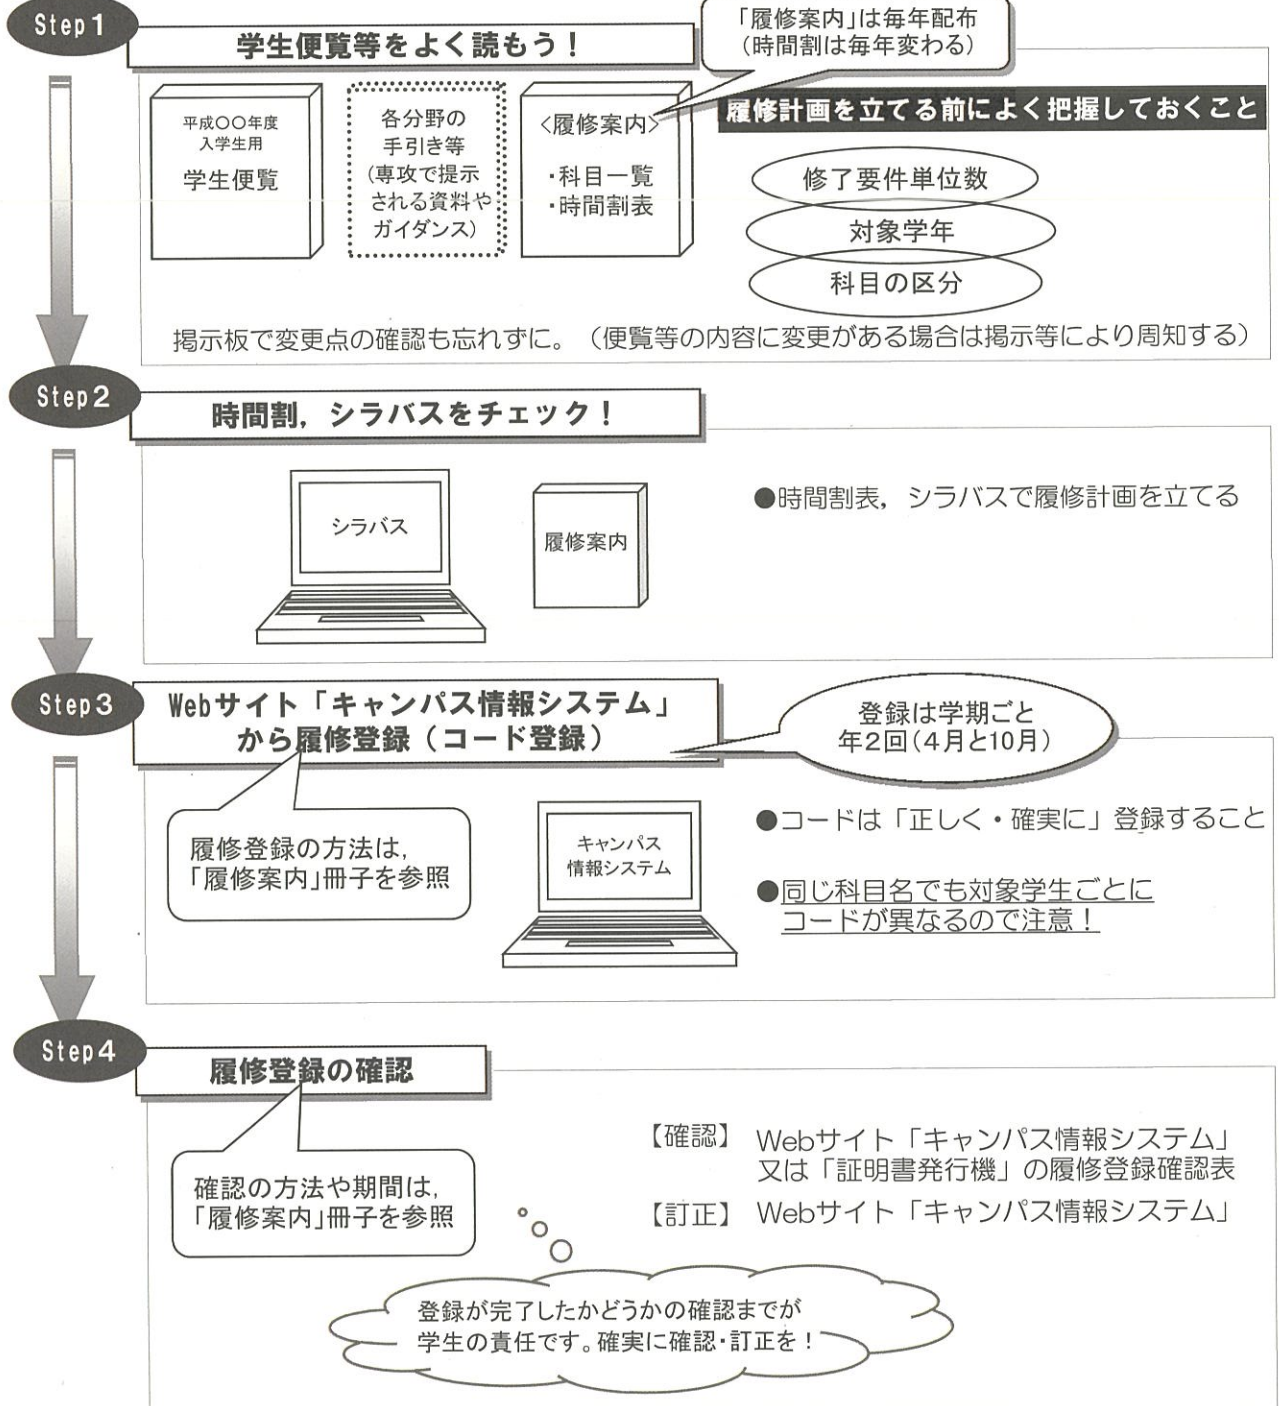 Step1
学生便覧等をよく読もう！
「履修案内」は毎年配布
（時間割は毎年変わる）
平成〇〇年度
入学生用
学生便覧
各分野の
手引き等
（専攻で提示
される資料や
ガイダンス）
<履修案内>
・科目一覧
・時間割表
履修計画を立てる前によく把握しておくこと
修了要件単位数
対象学年
科目の区分
掲示板で変更点の確認も忘れずに。（便覧等の内容に変更がある場合は掲示等により周知する）
Step2
時間割，シラバスをチェック！
シラバス
履修案内
●時間割表，シラバスで履修計画を立てる
Step3
Webサイト「キャンパス情報システム」
から履修登録（コード登録）
登録は学期ごと
年２回（４月と10月）
履修登録の方法は，
「履修案内」冊子を参照
キャンパス
情報システム
●コードは「正しく・確実に」登録すること
●同じ科目名でも対象学生ごとに
コードが異なるので注意！
Step4
履修登録の確認
確認の方法や期間は，
「履修案内」冊子を参照
【確認】 Webサイト「キャンパス情報システム」
又は「証明書発行機」の履修登録確認表
【訂正】 Webサイト「キャンパス情報システム」
登録が完了したかどうかの確認までが
学生の責任です。確実に確認・訂正を！